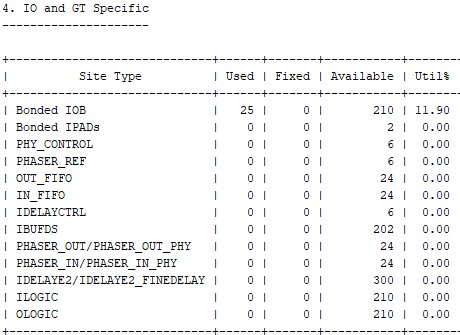 4. IO and GT Specific
---------------------
+-----------------------------+------+-------+-----------+-------
| Site Type | Used | Fixed | Available | Util%
+-----------------------------+------+-------+-----------+-------
| Bonded IOB | 25 | 0 | 210 | 11.90
| Bonded IPADs | 0 | 0 | 2 | 0.00
| PHY_CONTROL | 0 | 0 | 6 | 0.00
| PHASER_REF | 0 | 0 | 6 | 0.00
| OUT_FIFO | 0 | 0 | 24 | 0.00
| IN_FIFO | 0 | 0 | 24 | 0.00
| IDELAYCTRL | 0 | 0 | 6 | 0.00
| IBUFDS | 0 | 0 | 202 | 0.00
| PHASER_OUT/PHASER_OUT_PHY | 0 | 0 | 24 | 0.00
| PHASER_IN/PHASER_IN_PHY | 0 | 0 | 24 | 0.00
| IDELAYE2/IDELAYE2_FINEDELAY | 0 | 0 | 300 | 0.00
| ILOGIC | 0 | 0 | 210 | 0.00
| OLOGIC | 0 | 0 | 210 | 0.00
+-----------------------------+------+-------+-----------+-------